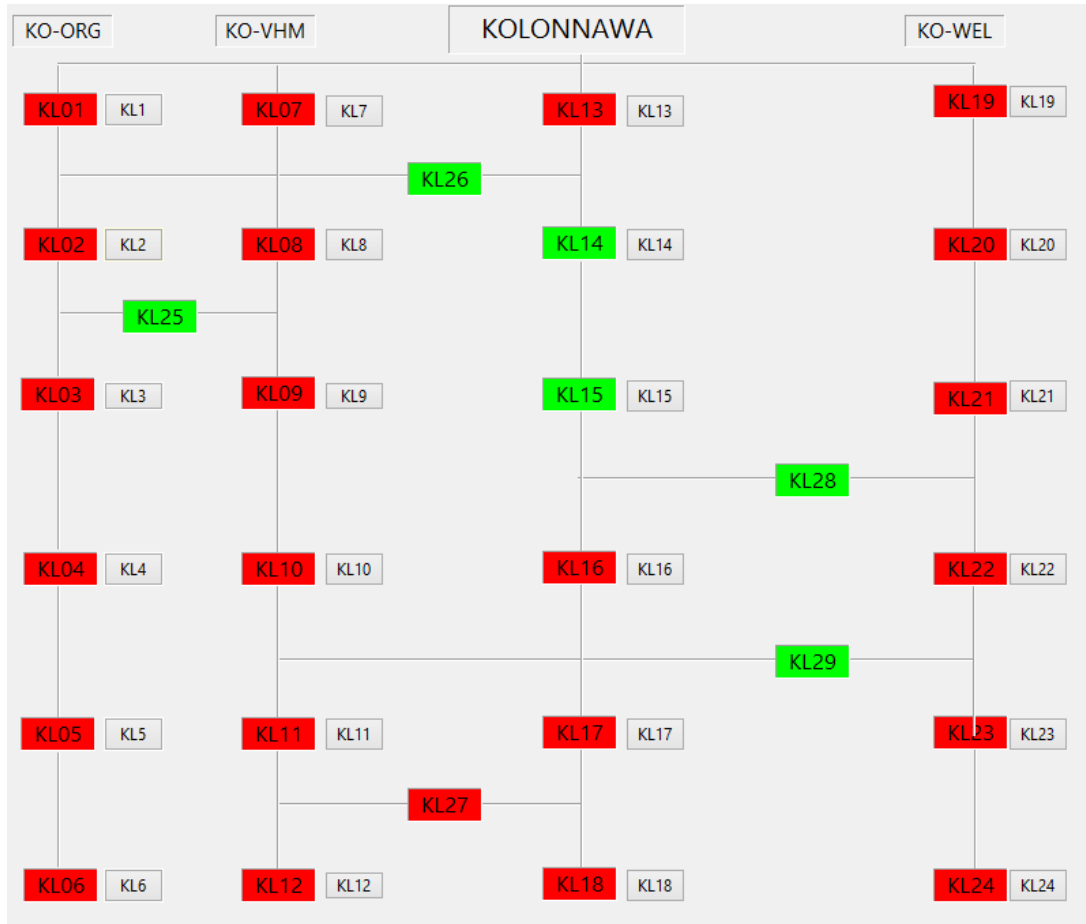 KO-ORG KO-VHM KOLONNAWA KO-WEL
KL01 KL1 KL07 KL7 KL13 KL13 KL19 KL19
KL26
KL02 KL2 KL08 KL8 KL14 KL14 KL20 KL20
KL25
KL03 KL3 KL09 KL9 KL15 KL15 KL21 KL21
KL28
KL04 KL4 KL10 KL10 KL16 KL16 KL22 KL22
KL29
KL05 KL5 KL11 KL11 KL17 KL17 KL23 KL23
KL27
KL06 KL6 KL12 KL12 KL18 KL18 KL24 KL24